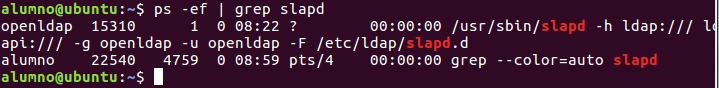 alumno@ubuntu:~$ ps -ef | grep slapd
openldap 15310 1 0 08:22 ? 00:00:00 /usr/sbin/slapd -h ldap:/// ld
api:/// -g openldap -u openldap -F /etc/ldap/slapd.d
alumno 22540 4759 0 08:59 pts/4 00:00:00 grep --color=auto slapd
alumno@ubuntu:~$